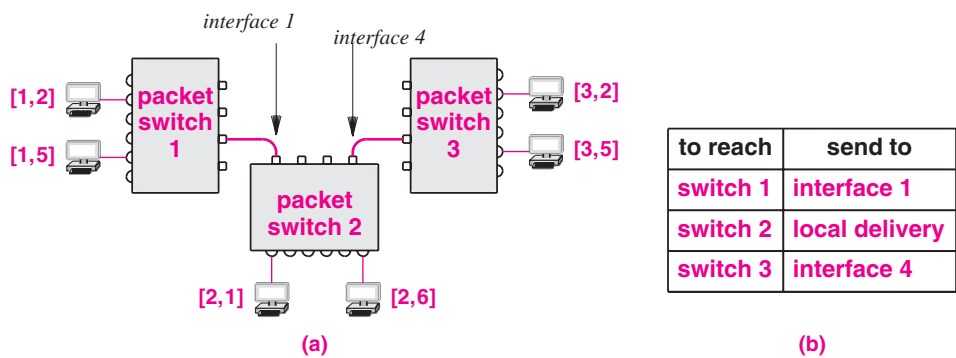 interface 1
interface 4
[1,2]
[1,5]
packet
switch
1
packet
switch
3
[3,2]
[3,5]
packet
switch 2
[2,1]
[2,6]
(a)
to reach send to
switch 1 interface 1
switch 2 local delivery
switch 3 interface 4
(b)